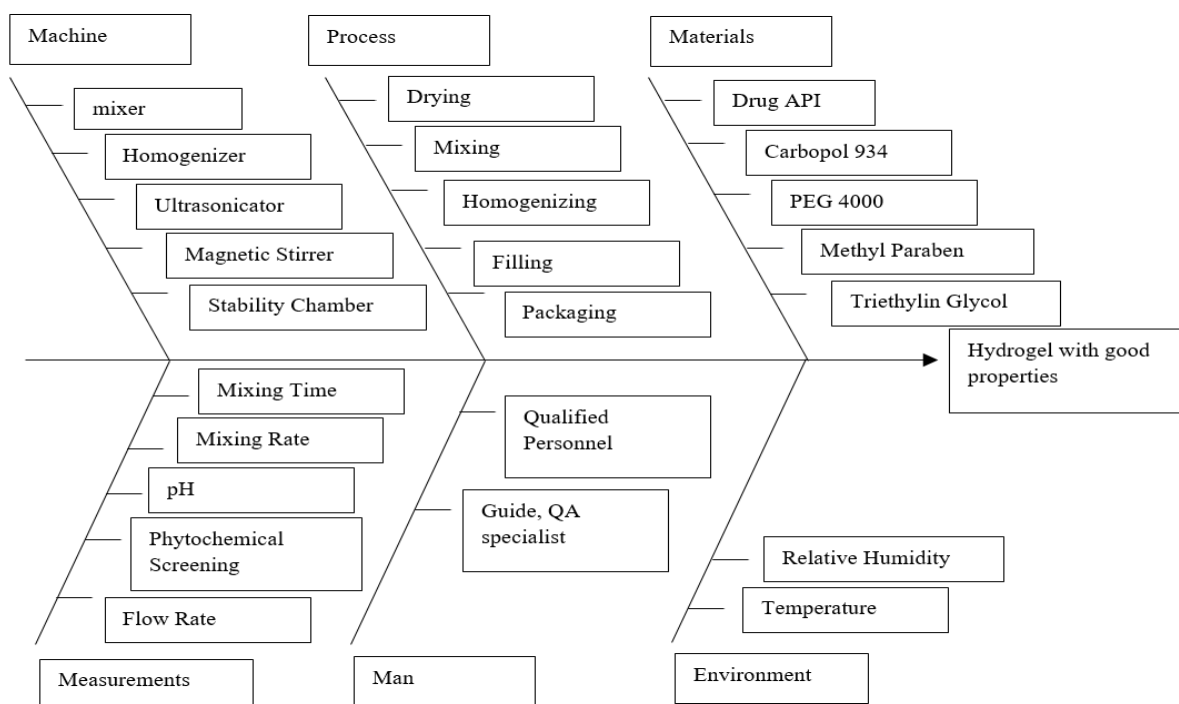 Machine
Process
Materials
mixer
Homogenizer
Ultrasonicator
Magnetic Stirrer
Stability Chamber
Drying
Mixing
Homogenizing
Filling
Packaging
Drug API
Carbopol 934
PEG 4000
Methyl Paraben
Triethylin Glycol
Hydrogel with good
properties
Mixing Time
Mixing Rate
pH
Phytochemical
Screening
Flow Rate
Qualified
Personnel
Guide, QA
specialist
Relative Humidity
Temperature
Measurements
Man
Environment